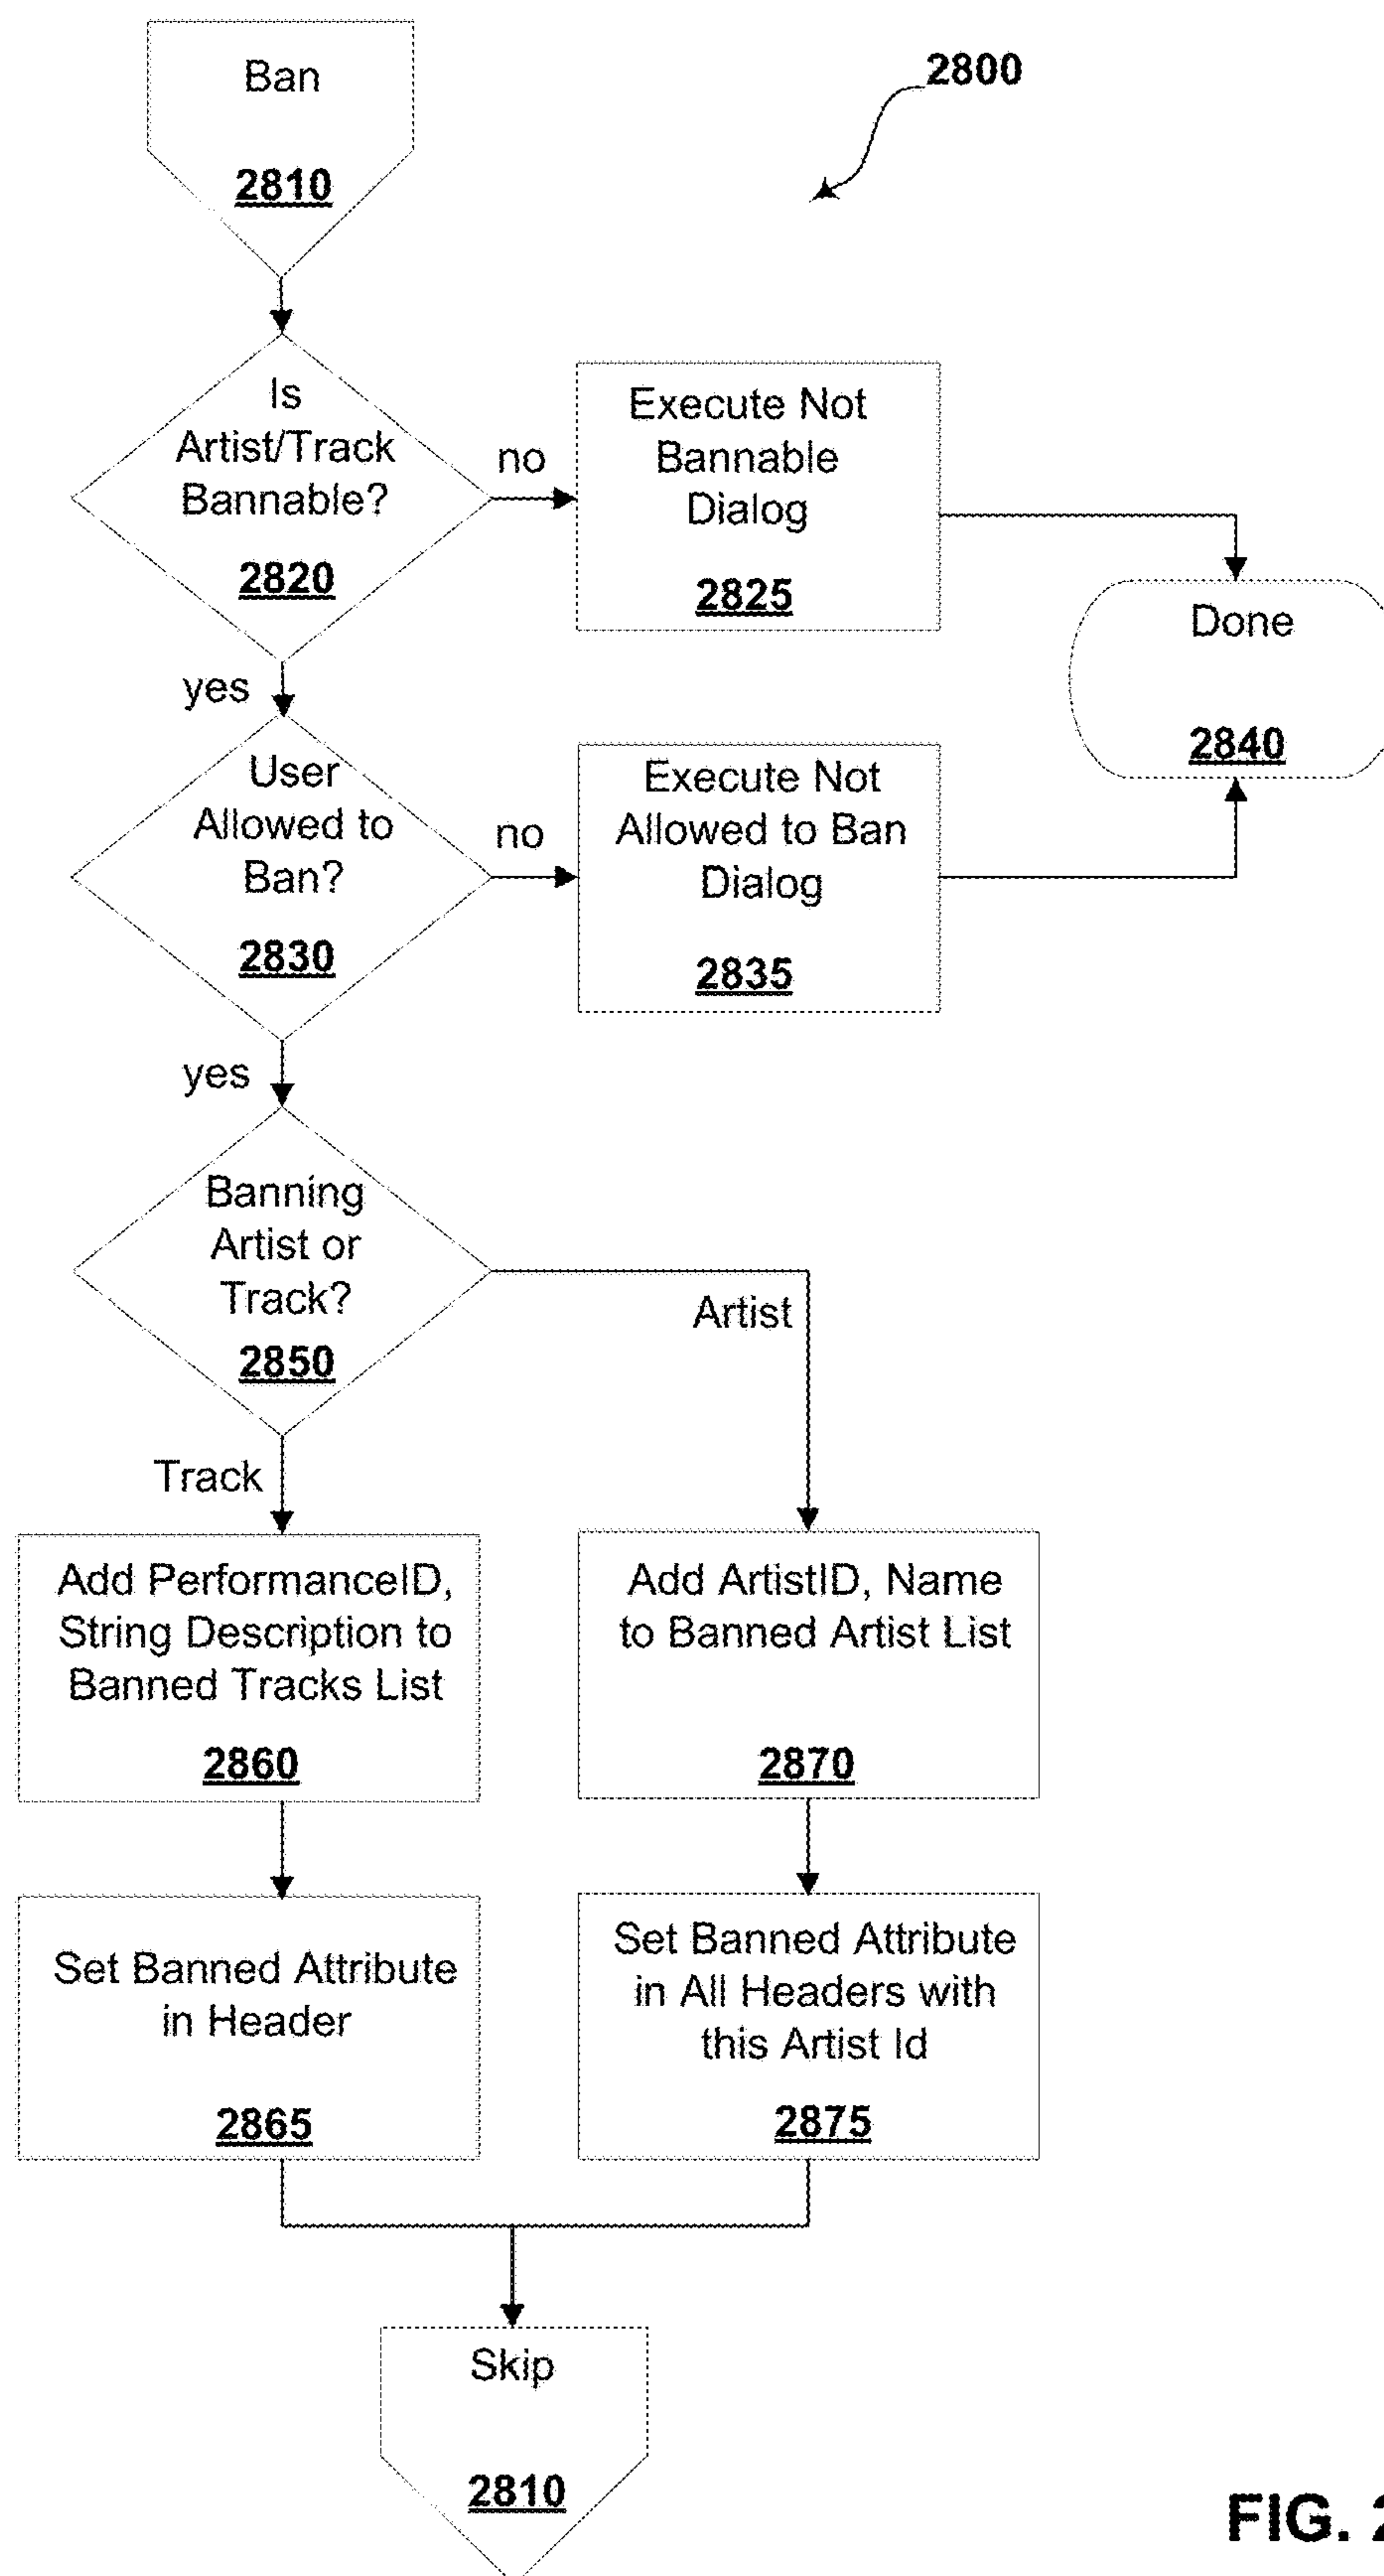 Ban
2810
2800
Is
Artist/Track
Bannable?
2820
no
Execute Not
Bannable
Dialog
2825
Done
2840
yes
User
Allowed to
Ban?
2830
no
Execute Not
Allowed to Ban
Dialog
2835
yes
Banning
Artist or
Track?
2850
Artist
Track
Add PerformanceID,
String Description to
Banned Tracks List
2860
Add ArtistID, Name
to Banned Artist List
2870
Set Banned Attribute
in Header
2865
Set Banned Attribute
in All Headers with
this Artist Id
2875
Skip
2810
FIG.